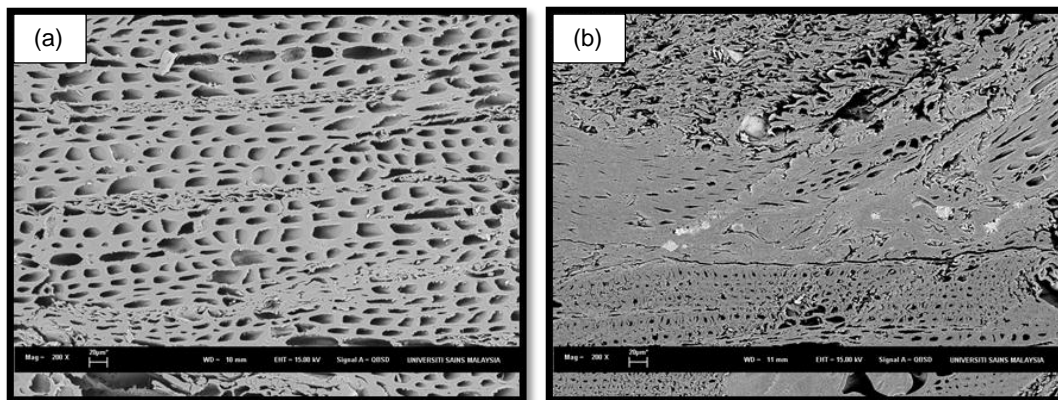 (a)
Mag = 200 X 20µm WD = 10 mm EHT = 15.00 kV Signal A = QBSD UNIVERSITI SAINS MALAYSIA
(b)
Mag = 200 X 20µm WD = 11 mm EHT = 15.00 kV Signal A = QBSD UNIVERSITI SAINS MALAYSIA